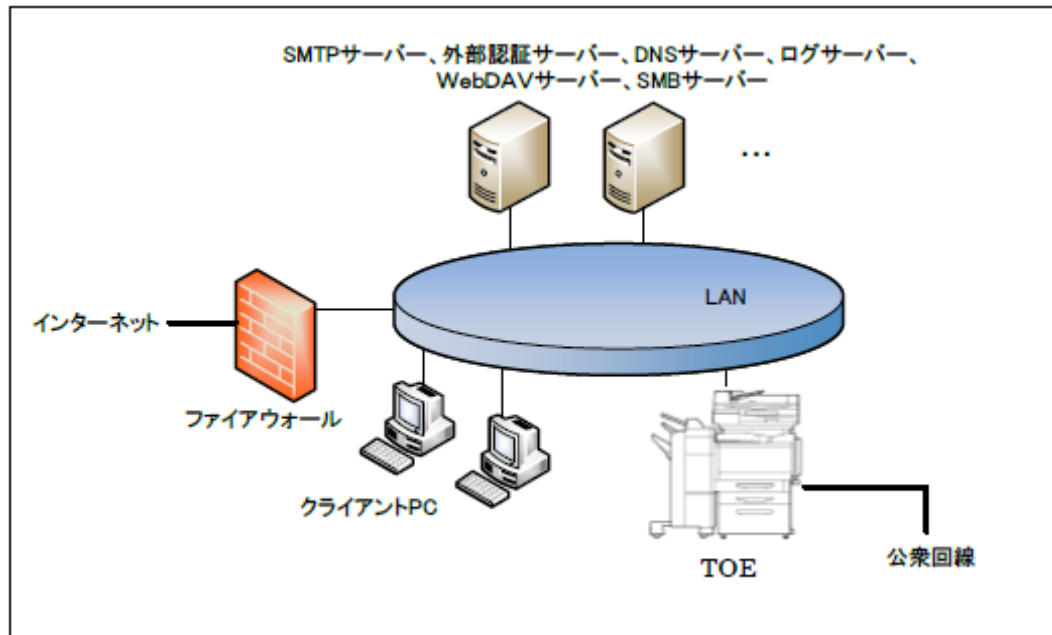 SMTPサーバー、外部認証サーバー、DNSサーバー、ログサーバー、
WebDAVサーバー、SMBサーバー
…
LAN
インターネット
ファイアウォール
クライアントPC
TOE
公衆回線